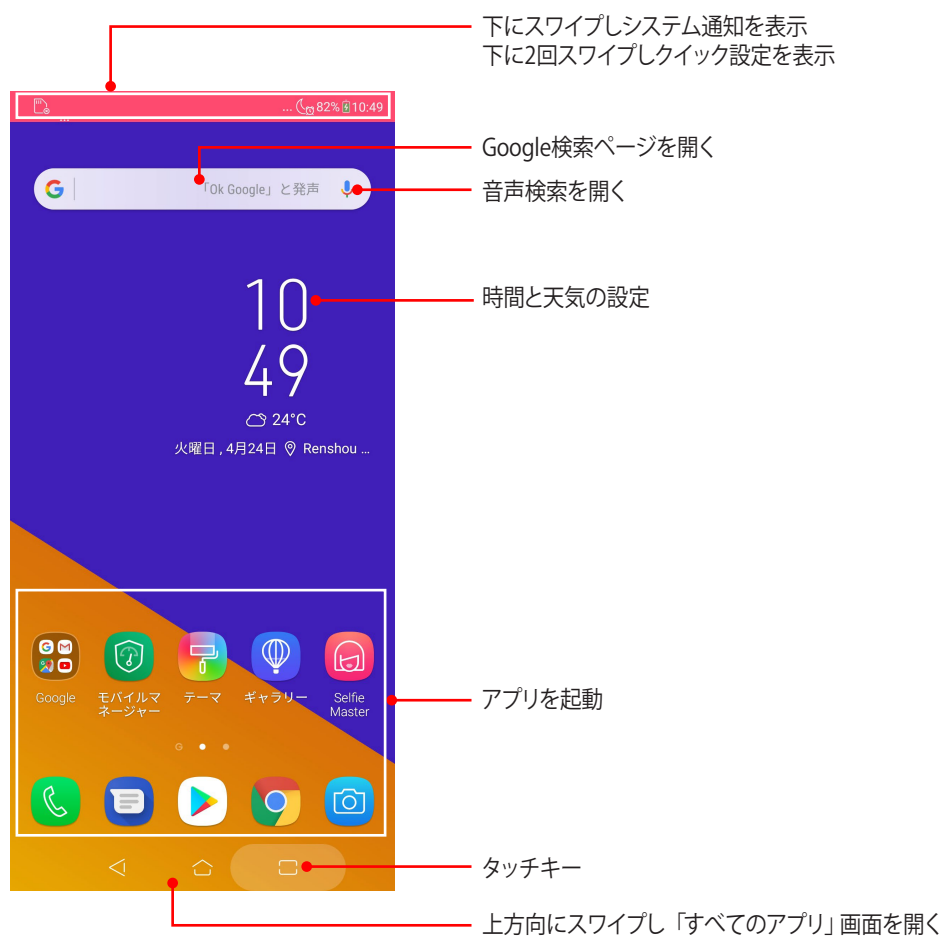 下にスワイプしシステム通知を表示
下に2回スワイプしクイック設定を表示
... 82% 10:49
Google検索ページを開く
G 「Ok Google」と発声
音声検索を開く
10
時間と天気の設定
49
24°C
火曜日 , 4月24日 Renshou ...
Google モバイルマ テーマ ギャラリー Selfie
ネージャー Master
アプリを起動
G
タッチキー
上方向にスワイプし「すべてのアプリ」画面を開く